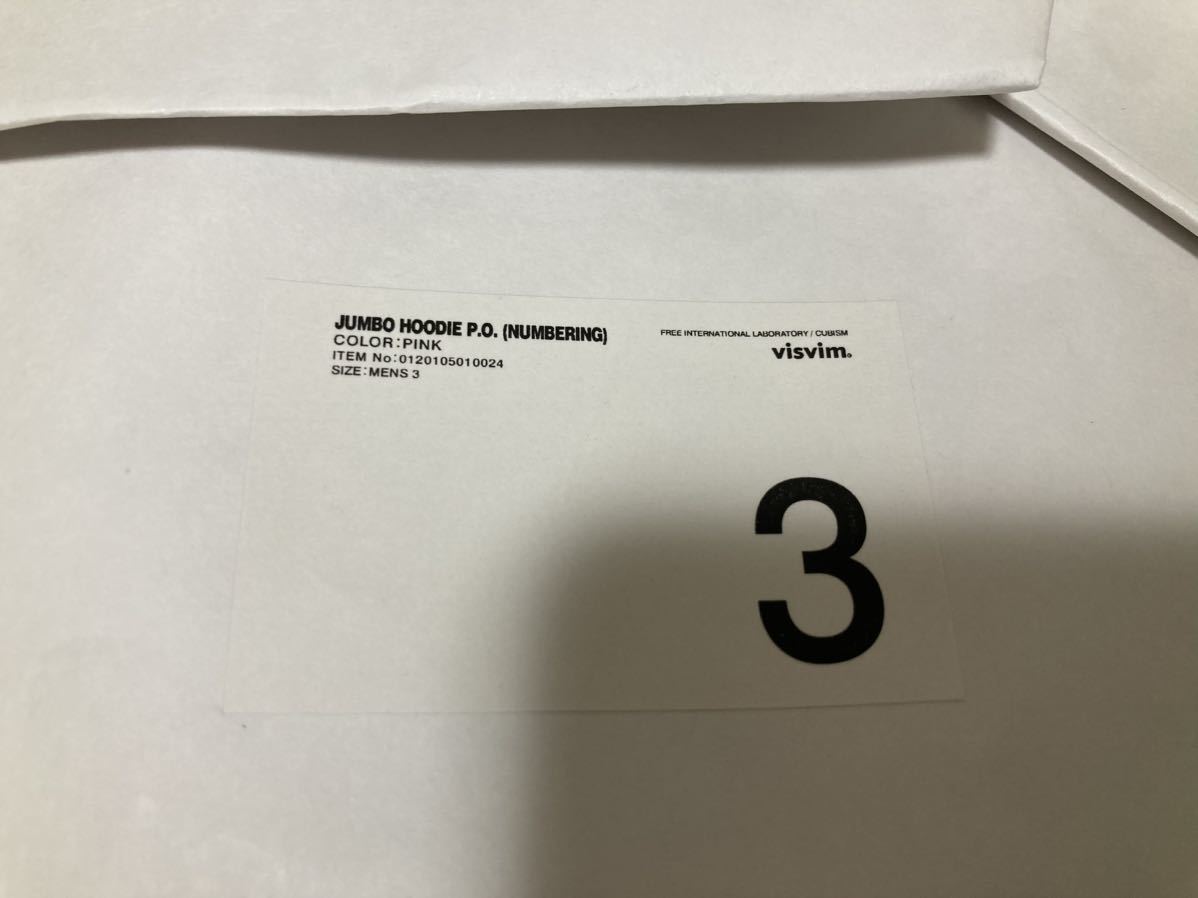 JUMBO HOODIE P.O. (NUMBERING)
COLOR:PINK
ITEM No:0120105010024
SIZE:MENS 3
FREE INTERNATIONAL LABORATORY / CUBISM
visvim®
3